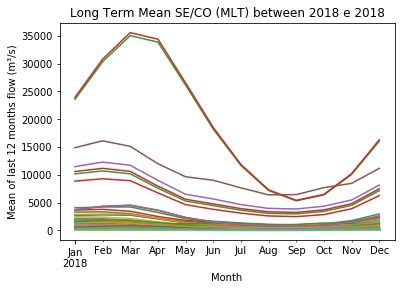 Long Term Mean SE/CO (MLT) between 2018 e 2018
Mean of last 12 months flow (m³/s)
35000
30000
25000
20000
15000
10000
5000
0
Jan Feb Mar Apr May Jun Jul Aug Sep Oct Nov Dec
2018
Month